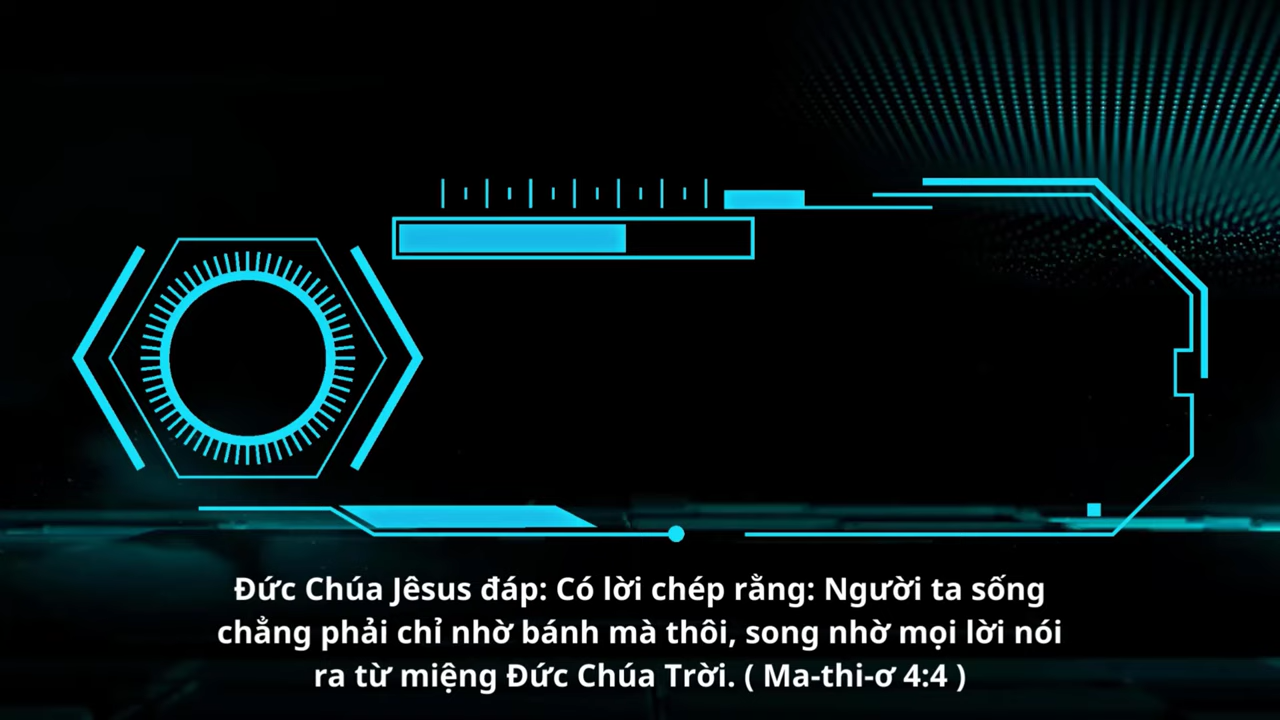 Đức Chúa Jêsus đáp: Có lời chép rằng: Người ta sống
chẳng phải chỉ nhờ bánh mà thôi, song nhờ mọi lời nói
ra từ miệng Đức Chúa Trời. ( Ma-thi-ơ 4:4 )